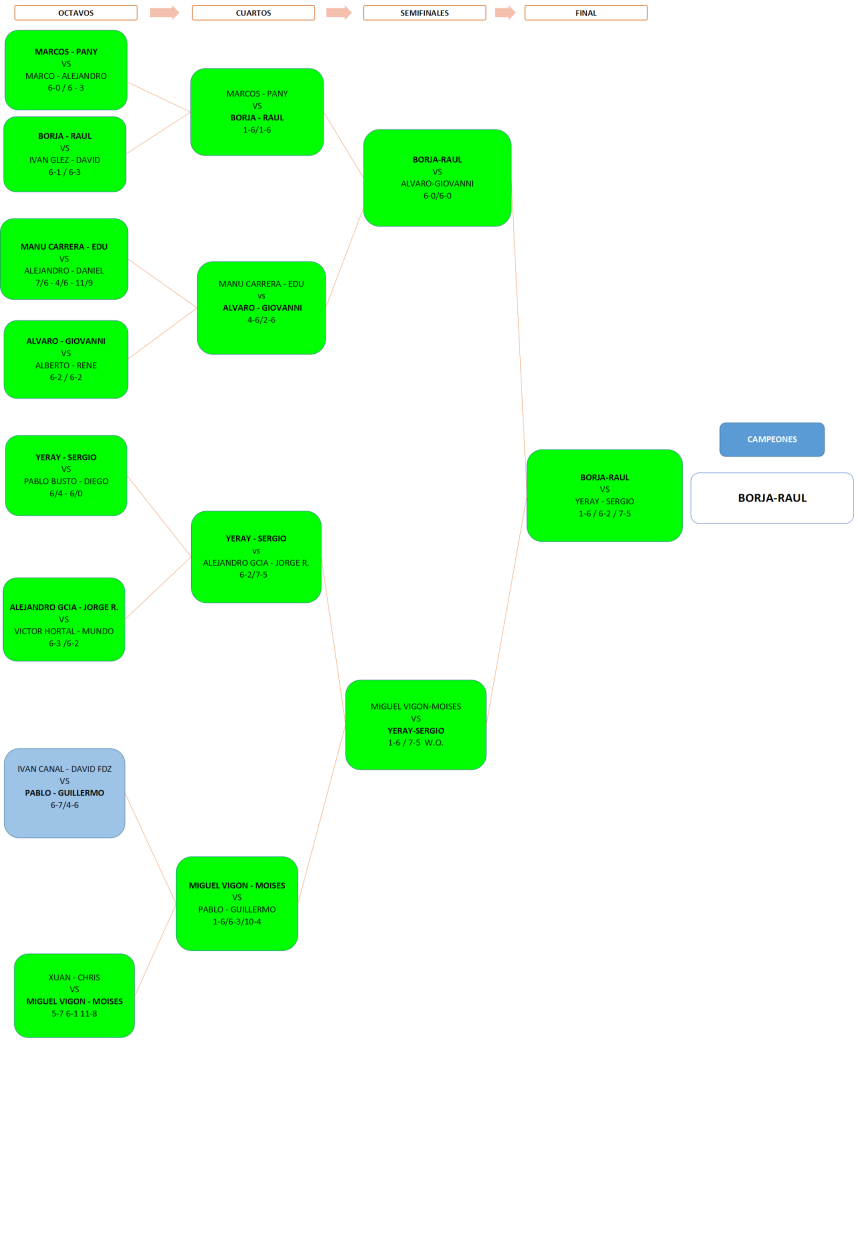 OCTAVOS
CUARTOS
SEMIFINALES
FINAL
MARCOS - PANY
VS
MARCO - ALEJANDRO
6-0 / 6 - 3
BORJA - RAUL
VS
IVAN GLEZ - DAVID
6-1 / 6-3
MANU CARRERA - EDU
VS
ALEJANDRO - DANIEL
7/6 - 4/6 - 11/9
ALVARO - GIOVANNI
VS
ALBERTO - RENE
6-2 / 6-2
YERAY - SERGIO
VS
PABLO BUSTO - DIEGO
6/4 - 6/0
ALEJANDRO GCIA - JORGE R.
VS
VICTOR HORTAL - MUNDO
6-3 /6-2
IVAN CANAL - DAVID FDZ
VS
PABLO - GUILLERMO
6-7/4-6
XUAN - CHRIS
VS
MIGUEL VIGON - MOISES
5-7 6-1 11-8
MARCOS - PANY
VS
BORJA - RAUL
1-6/1-6
MANU CARRERA - EDU
vs
ALVARO - GIOVANNI
4-6/2-6
YERAY - SERGIO
vs
ALEJANDRO GCIA - JORGE R.
6-2/7-5
MIGUEL VIGON - MOISES
VS
PABLO - GUILLERMO
1-6/6-3/10-4
BORJA-RAUL
VS
ALVARO-GIOVANNI
6-0/6-0
MIGUEL VIGON-MOISES
VS
YERAY-SERGIO
1-6 / 7-5  W.O.
BORJA-RAUL
VS
YERAY - SERGIO
1-6 / 6-2 / 7-5
CAMPEONES
BORJA-RAUL